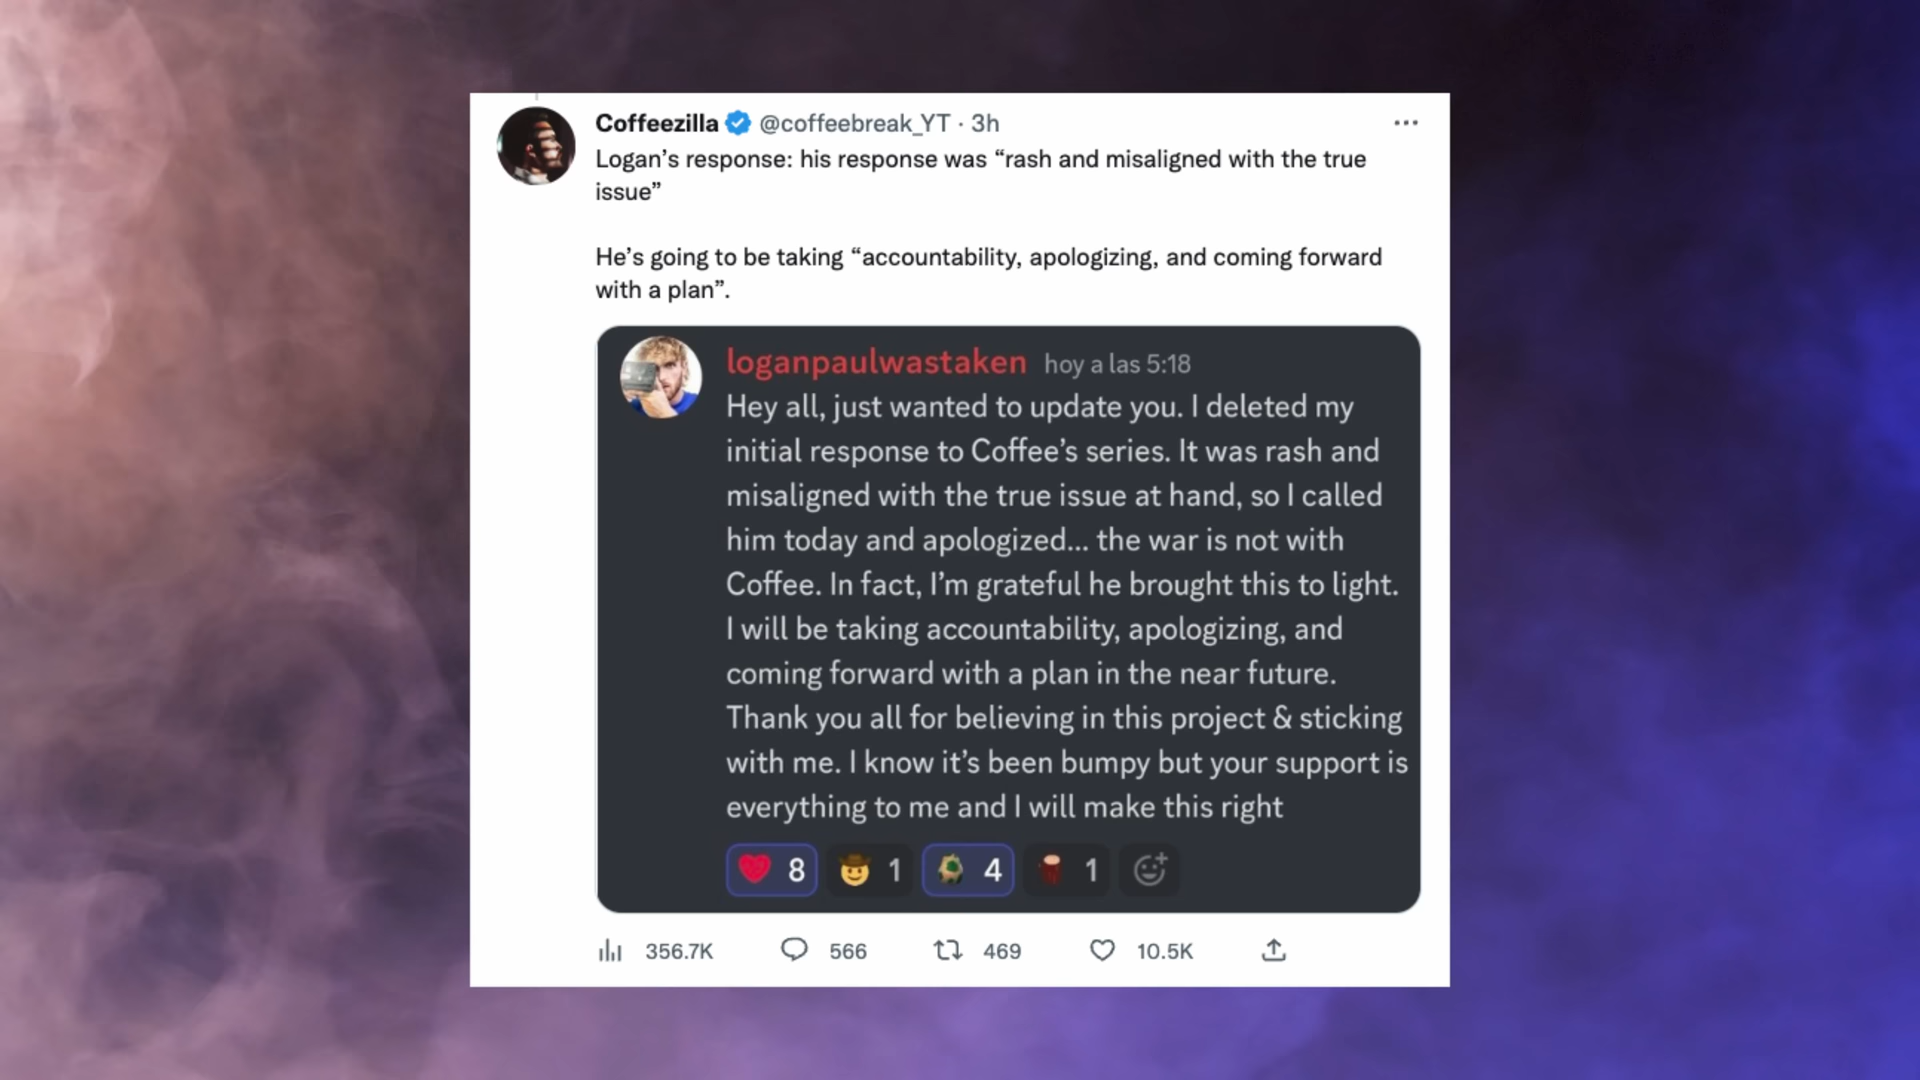 Coffeezilla @coffeebreak_YT · 3h
Logan’s response: his response was “rash and misaligned with the true
issue”
He’s going to be taking “accountability, apologizing, and coming forward
with a plan”.
loganpaulwastaken hoy a las 5:18
Hey all, just wanted to update you. I deleted my
initial response to Coffee’s series. It was rash and
misaligned with the true issue at hand, so I called
him today and apologized... the war is not with
Coffee. In fact, I’m grateful he brought this to light.
I will be taking accountability, apologizing, and
coming forward with a plan in the near future.
Thank you all for believing in this project & sticking
with me. I know it’s been bumpy but your support is
everything to me and I will make this right
8 1 4 1
356.7K 566 469 10.5K